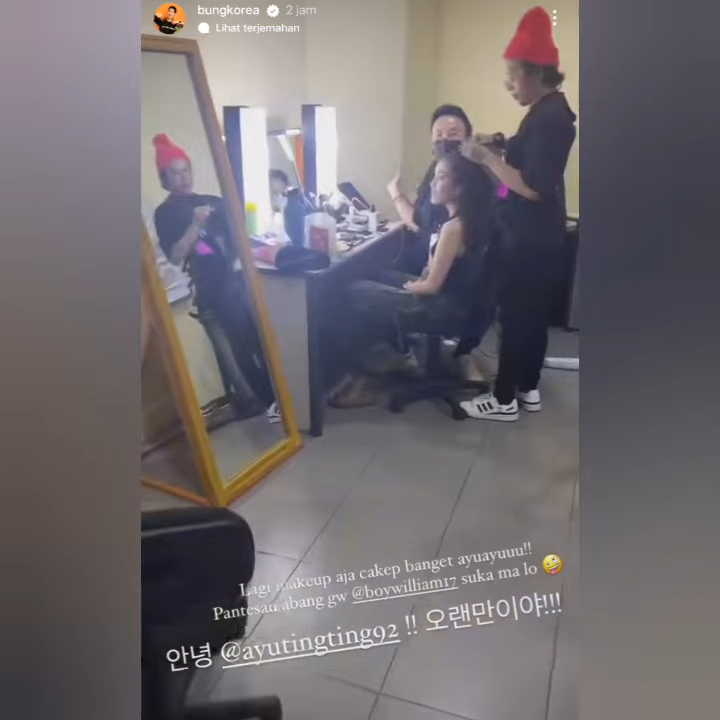 bungkorea 2 jam
Lihat terjemahan
Lagi makeup aja cakep banget ayuayuuu!!
Pantesan abang gw @boywilliam17 suka ma lo 🤪
안녕 @ayutingting92 !! 오랜만이야!!!